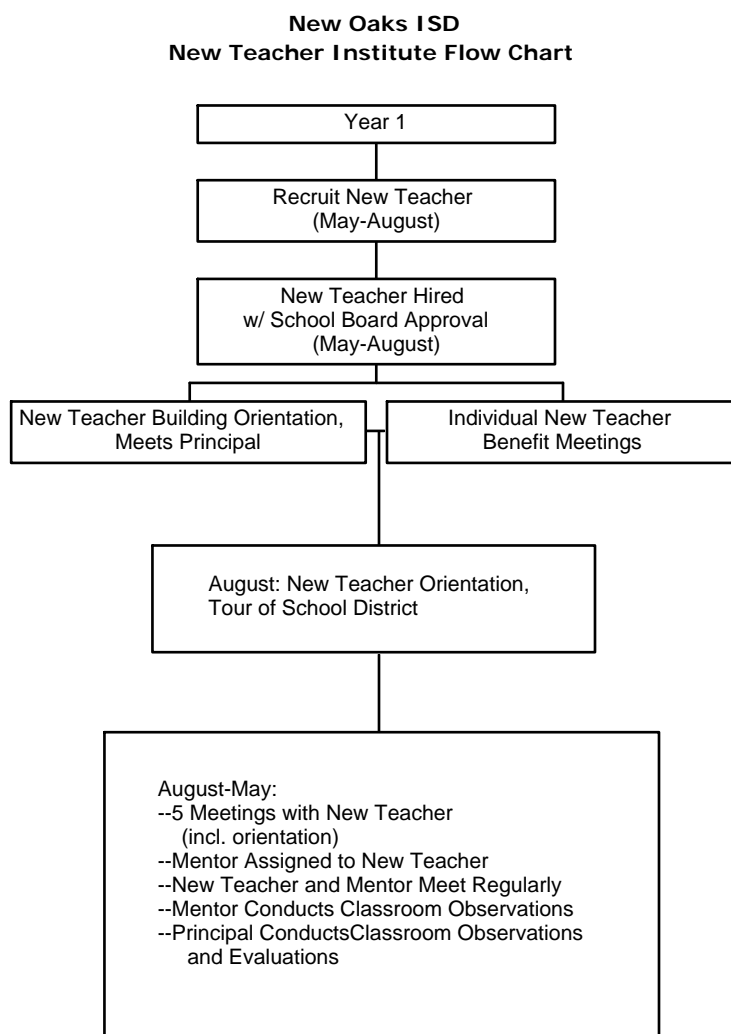 New Oaks ISD
New Teacher Institute Flow Chart
Year 1
Recruit New Teacher
(May-August)
New Teacher Hired
w/ School Board Approval
(May-August)
New Teacher Building Orientation,
Meets Principal
Individual New Teacher
Benefit Meetings
August: New Teacher Orientation,
Tour of School District
August-May:
--5 Meetings with New Teacher
(incl. orientation)
--Mentor Assigned to New Teacher
--New Teacher and Mentor Meet Regularly
--Mentor Conducts Classroom Observations
--Principal ConductsClassroom Observations
and Evaluations